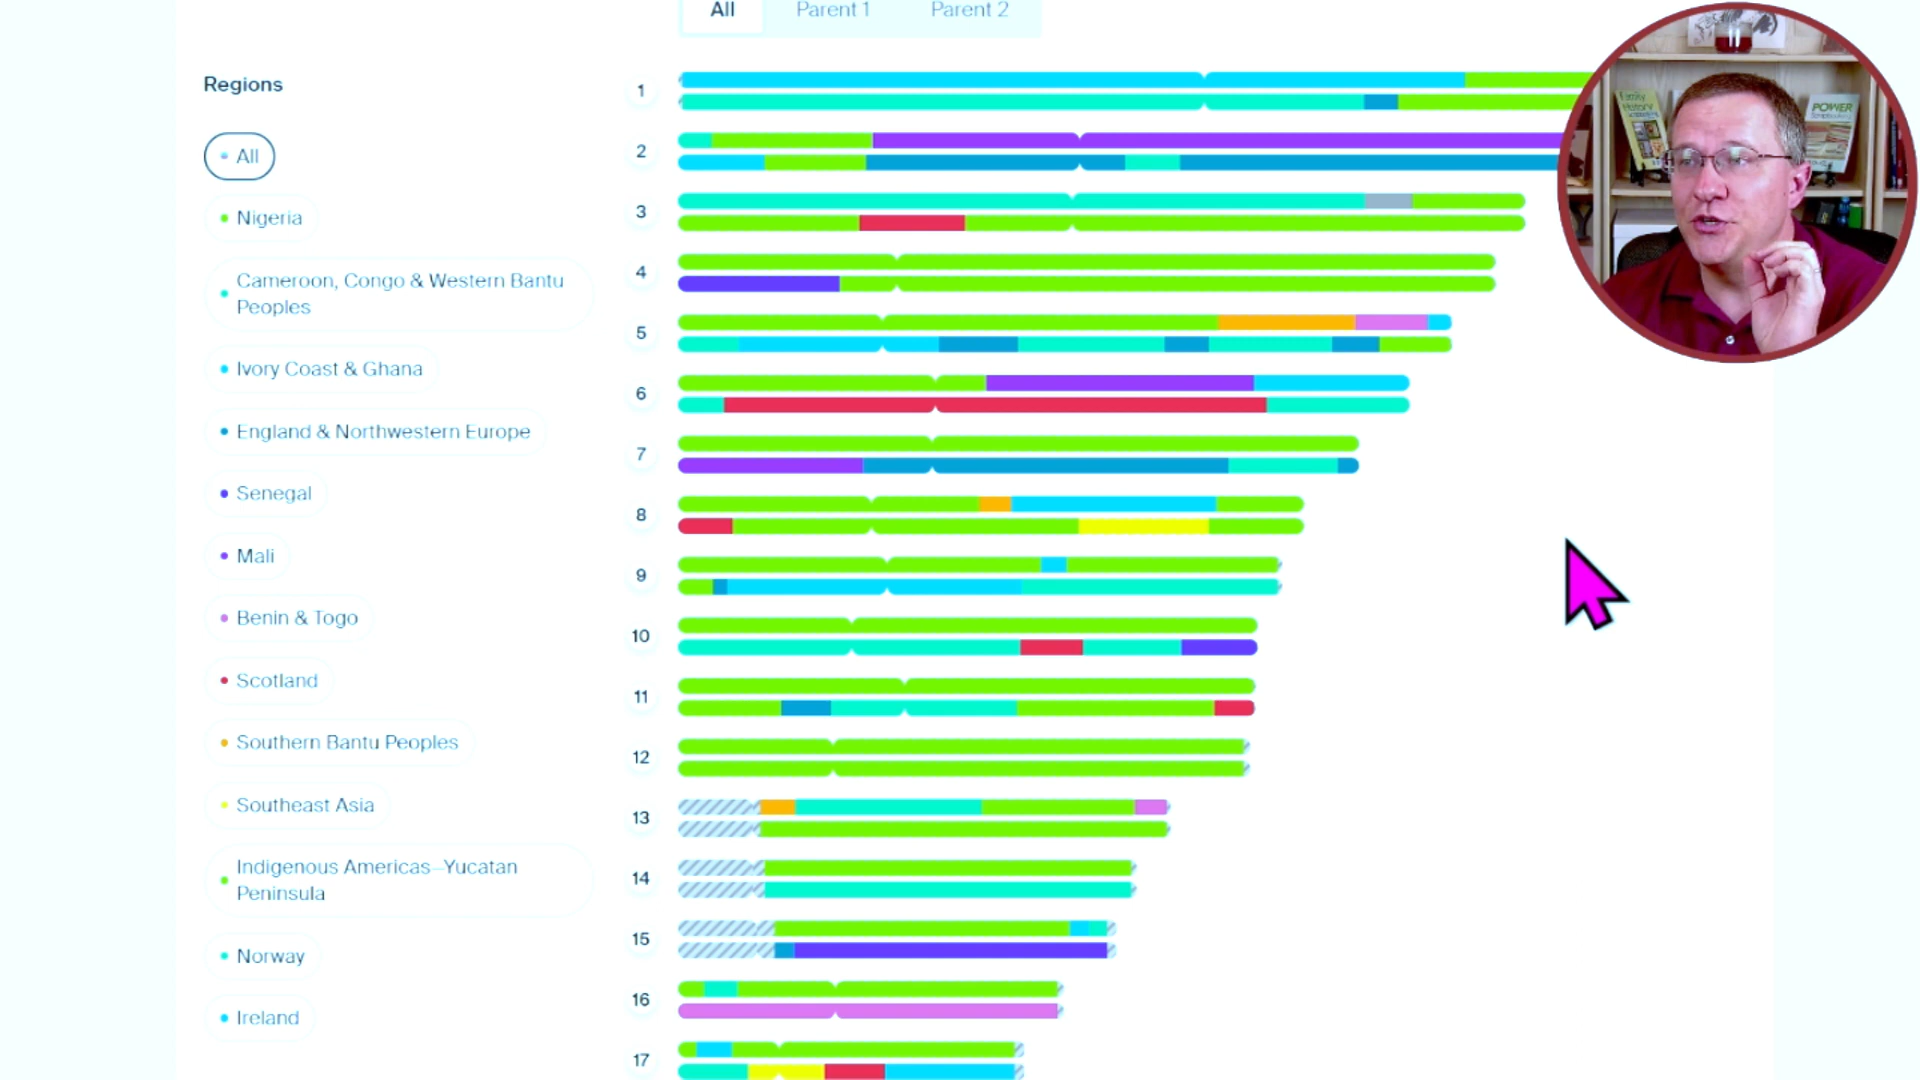 All
Parent 1
Parent 2
Regions
All
Nigeria
Cameroon, Congo & Western Bantu
Peoples
Ivory Coast & Ghana
England & Northwestern Europe
Senegal
Mali
Benin & Togo
Scotland
Southern Bantu Peoples
Southeast Asia
Indigenous Americas—Yucatan
Peninsula
Norway
Ireland
1
2
3
4
5
6
7
8
9
10
11
12
13
14
15
16
17
Family
History
POWER